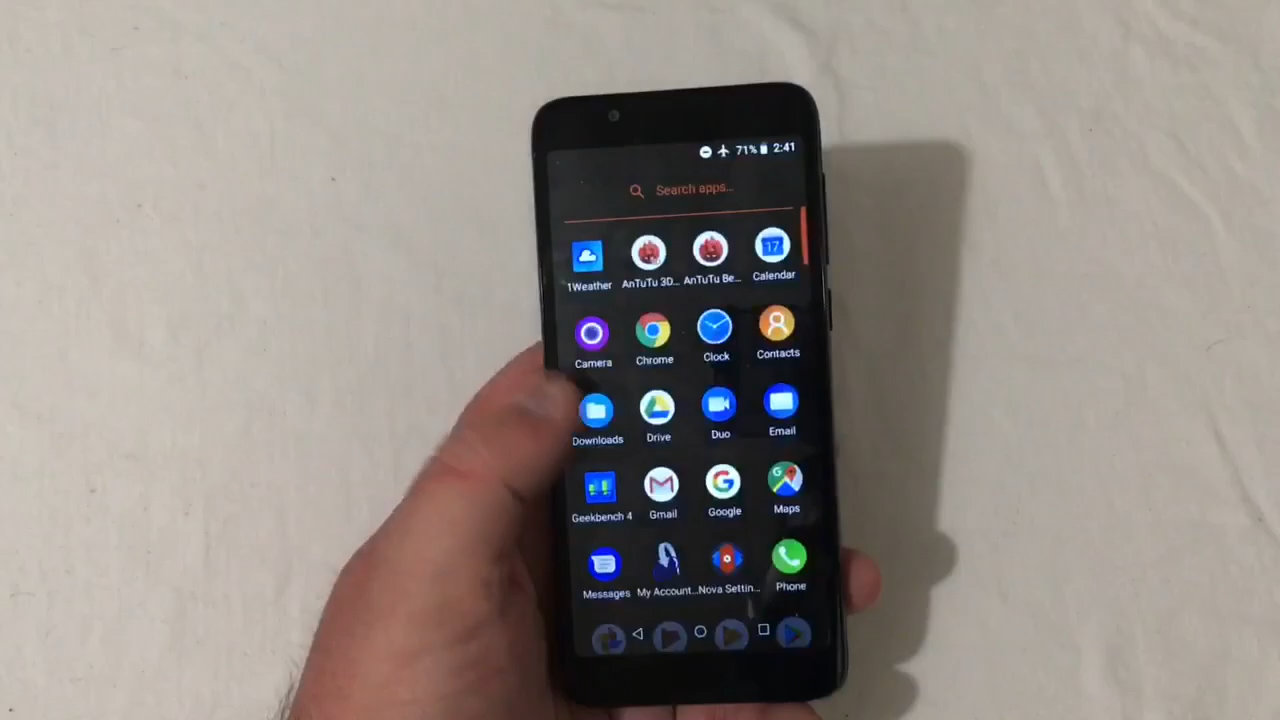 71% 2:41
Search apps...
1Weather AnTuTu 3D... AnTuTu Be... Calendar
17
Camera Chrome Clock Contacts
Downloads Drive Duo Email
Geekbench 4 Gmail Google Maps
Messages My Account... Nova Settin... Phone